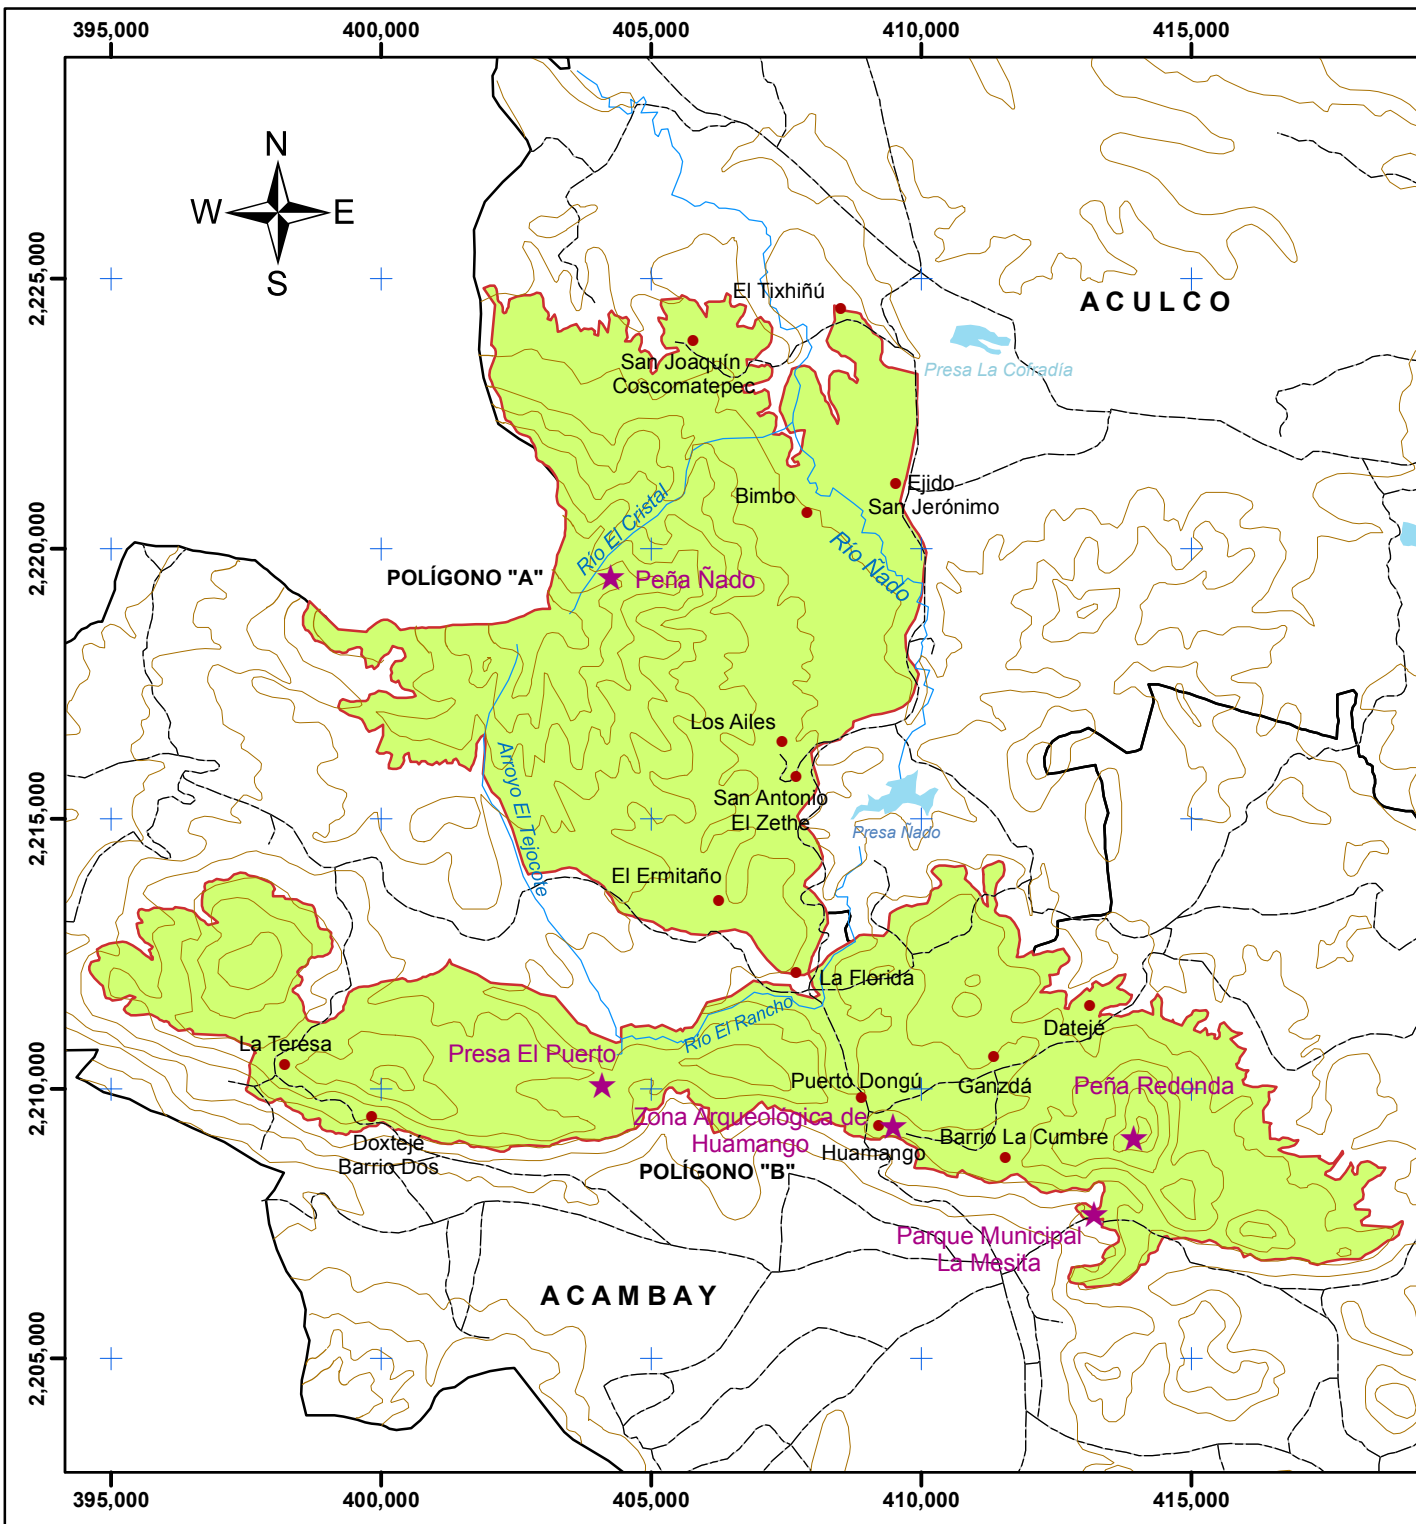 395,000
400,000
405,000
410,000
415,000
N
W
E
S
2,225,000
El Tixhiñú
ACULCO
San Joaquín
Coscomatepec
Presa La Cofradía
Bimbo
Ejido
San Jerónimo
Río El Cristal
Río Ñado
2,220,000
POLÍGONO "A"
Peña Ñado
Los Ailes
Arroyo El Tejocote
San Antonio
El Zethe
2,215,000
Presa Ñado
El Ermitaño
La Florida
Río El Rancho
Datejé
La Teresa
Presa El Puerto
2,210,000
Puerto Dongú
Ganzdá
Peña Redonda
Zona Arqueológica de
Huamango
Barrio La Cumbre
Doxtejé
Barrio Dos
Huamango
POLÍGONO "B"
Parque Municipal
La Mesita
ACAMBAY
2,205,000
395,000
400,000
405,000
410,000
415,000